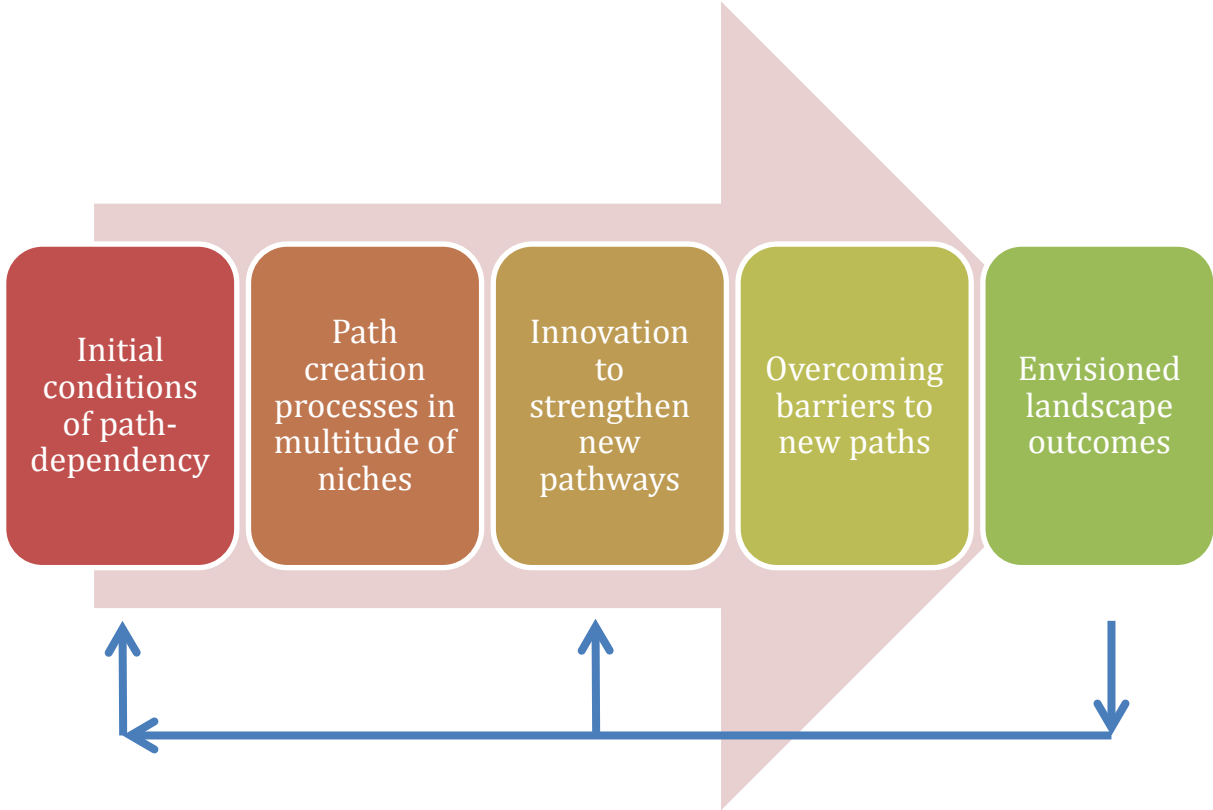 Initial
conditions
of path-
dependency
Path
creation
processes in
multitude of
niches
Innovation
to
strengthen
new
pathways
Overcoming
barriers to
new paths
Envisioned
landscape
outcomes